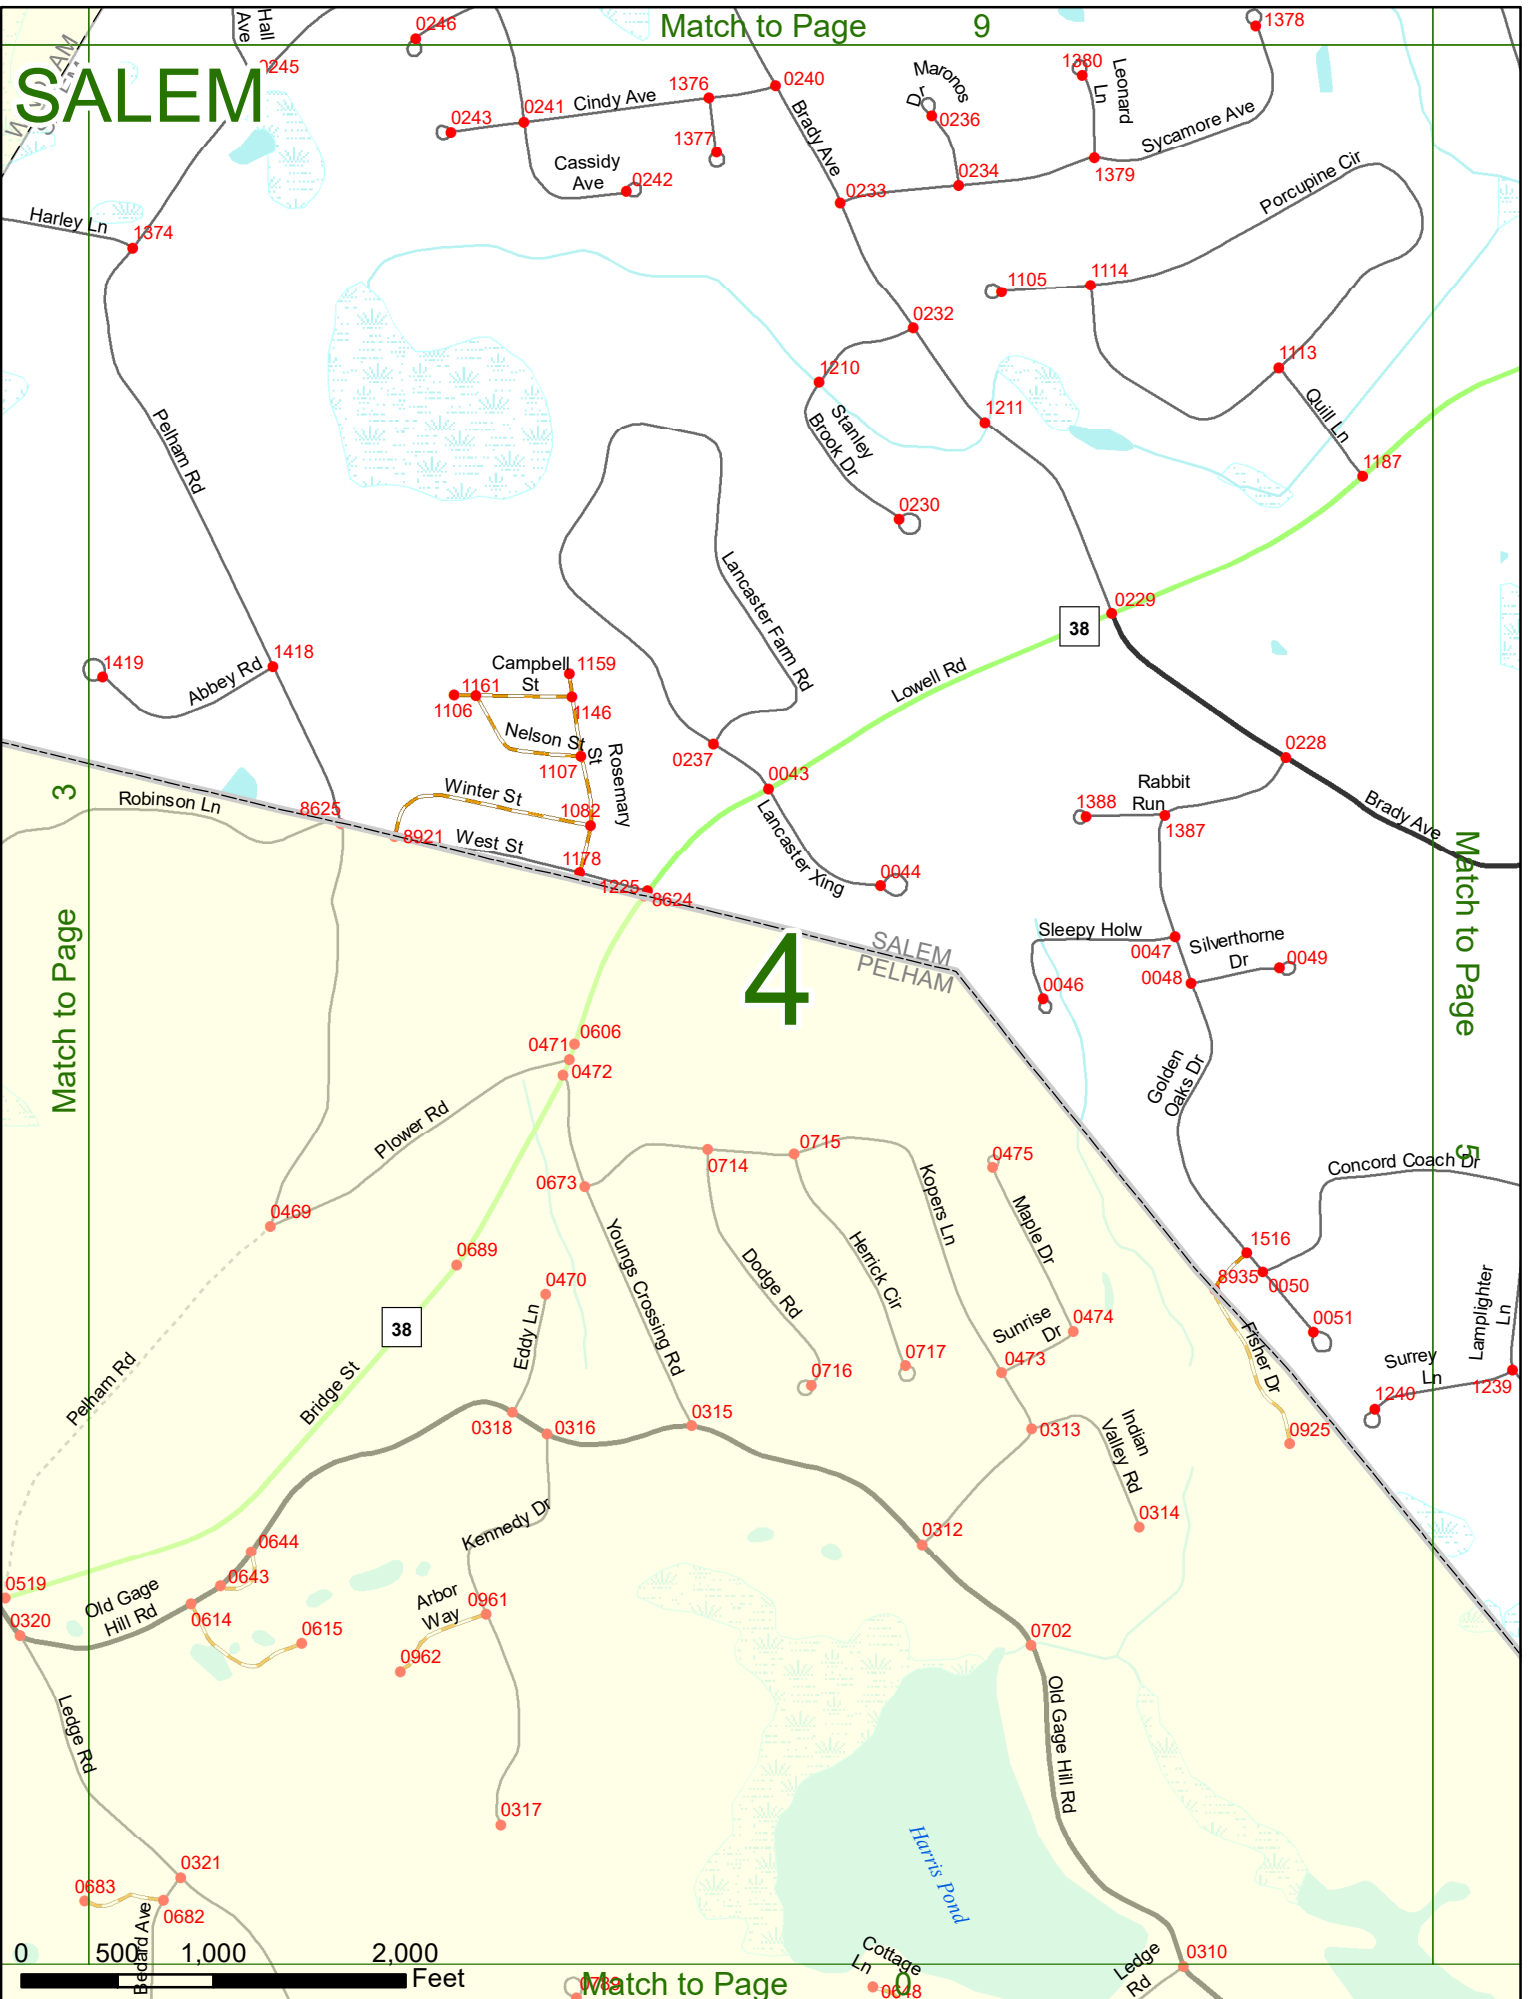 Match to Page 9
SALEM
Hall
Ave
0245
0246
1378
1380
Leonard
Ln
Maronos
Dr
0236
0240
1376
Cindy Ave
0241
0243
1377
Cassidy
Ave
0242
Brady Ave
Sycamore Ave
1379
0234
0233
Porcupine Cir
Harley Ln
1374
1105
1114
0232
1210
1113
Quill Ln
1211
Stanley
Brook Dr
Pelham Rd
1187
0230
Lancaster Farm Rd
0229
38
Lowell Rd
1419
Abbey Rd
1418
Campbell
St
1159
1161
1106
1146
Nelson St
Rosemary
St
1107
0237
0043
0228
Rabbit
Run
1388
1387
Brady Ave
3
Robinson Ln
8625
Winter St
1082
8921
West St
1178
Lancaster Xing
0044
1225
8624
Match to Page
Match to Page
5
SALEM
PELHAM
4
Sleepy Holw
0047
Silverthorne
Dr
0049
0046
0048
Golden
Oaks Dr
0606
0471
0472
Plower Rd
0715
0714
0475
0673
Kopers Ln
Maple Dr
Concord Coach Dr
0469
Youngs Crossing Rd
Dodge Rd
Herrick Cir
0689
0470
1516
8935
0050
0051
Lamplighter
Ln
38
Eddy Ln
Sunrise
Dr
0474
0473
0717
0716
Fisher Dr
Surrey
Ln
1240
1239
Pelham Rd
Bridge St
0318
0316
0315
0313
Indian
Valley Rd
0925
0314
0312
Kennedy Dr
0644
0643
0519
0320
Old Gage
Hill Rd
0614
0615
Arbor
Way
0961
0962
0702
Old Gage Hill Rd
Ledge Rd
0317
Harris Pond
0321
0683
0682
Bedard Ave
0 500 1,000 2,000
Feet
Cottage
Ln
0648
Ledge
Rd
0310
0789
Match to Page 0